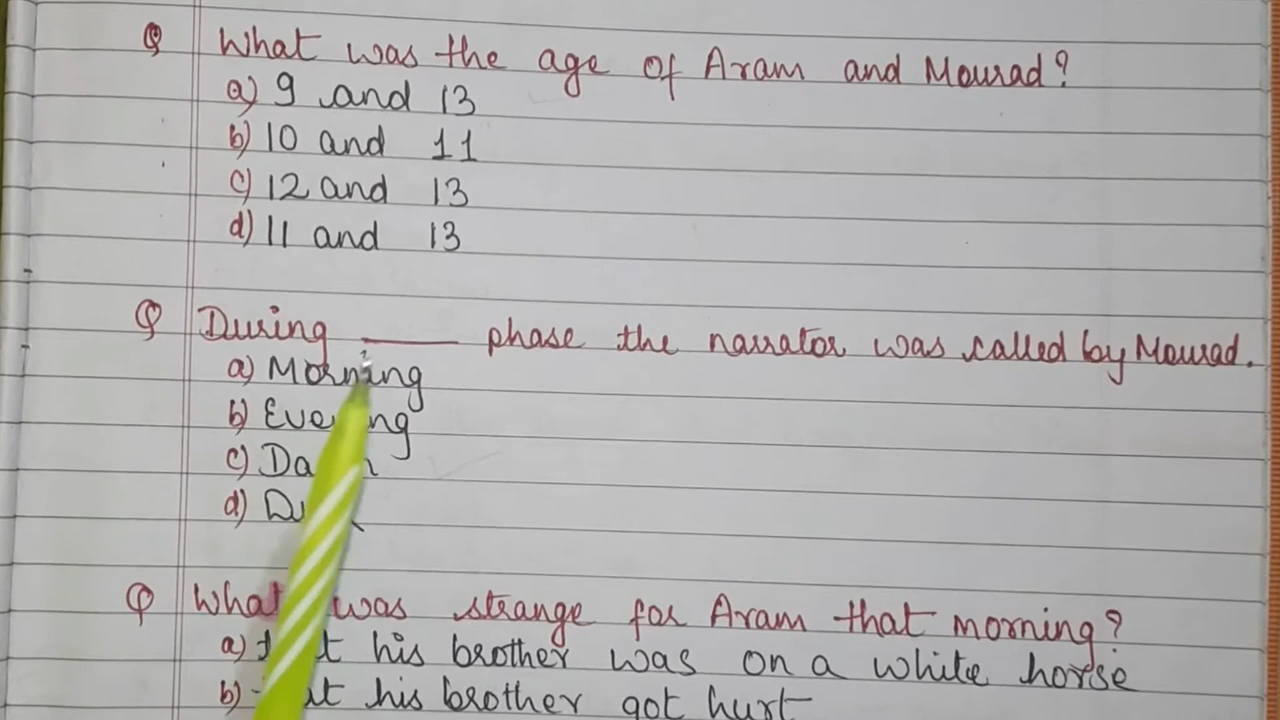 Q What was the age of Aram and Mourad?
a) 9 and 13
b) 10 and 11
c) 12 and 13
d) 11 and 13
Q During ____ phase the narrator was called by Mourad.
a) Morning
b) Evening
c)
d)
Q What was strange for Aram that morning?
a) his brother was on a white horse
b) his brother got hurt